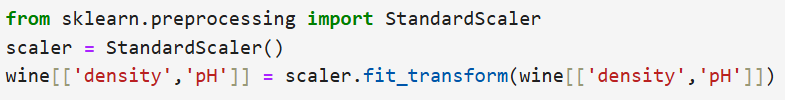 from sklearn.preprocessing import StandardScaler
scaler = StandardScaler()
wine[['density','pH']] = scaler.fit_transform(wine[['density','pH']])